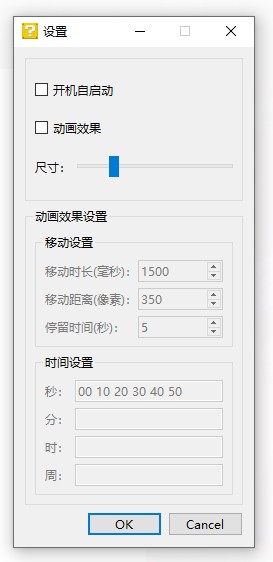 设置
开机自启动
动画效果
尺寸：
动画效果设置
移动设置
移动时长(毫秒)： 1500
移动距离(像素)： 350
停留时间(秒)： 5
时间设置
秒： 00 10 20 30 40 50
分：
时：
周：
OK Cancel